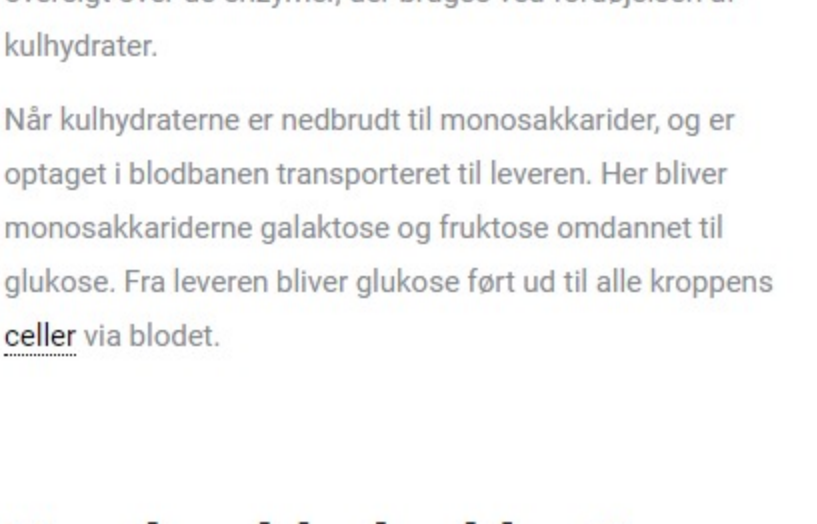 kulhydrater.
Når kulhydraterne er nedbrudt til monosakkarider, og er
optaget i blodbanen transporteret til leveren. Her bliver
monosakkariderne galaktose og fruktose omdannet til
glukose. Fra leveren bliver glukose ført ud til alle kroppens
celler via blodet.